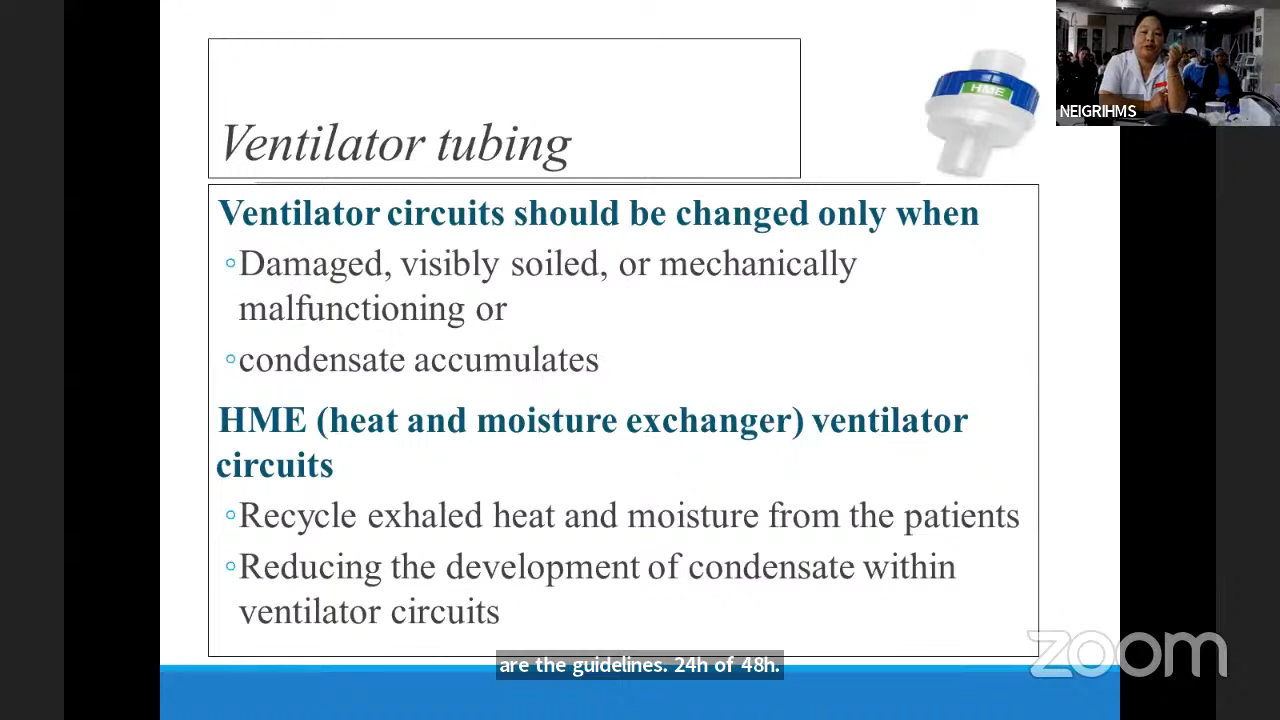 HME
NEIGRIHMS
Ventilator tubing
Ventilator circuits should be changed only when
Damaged, visibly soiled, or mechanically
malfunctioning or
condensate accumulates
HME (heat and moisture exchanger) ventilator
circuits
Recycle exhaled heat and moisture from the patients
Reducing the development of condensate within
ventilator circuits
are the guidelines. 24h of 48h.
zoom